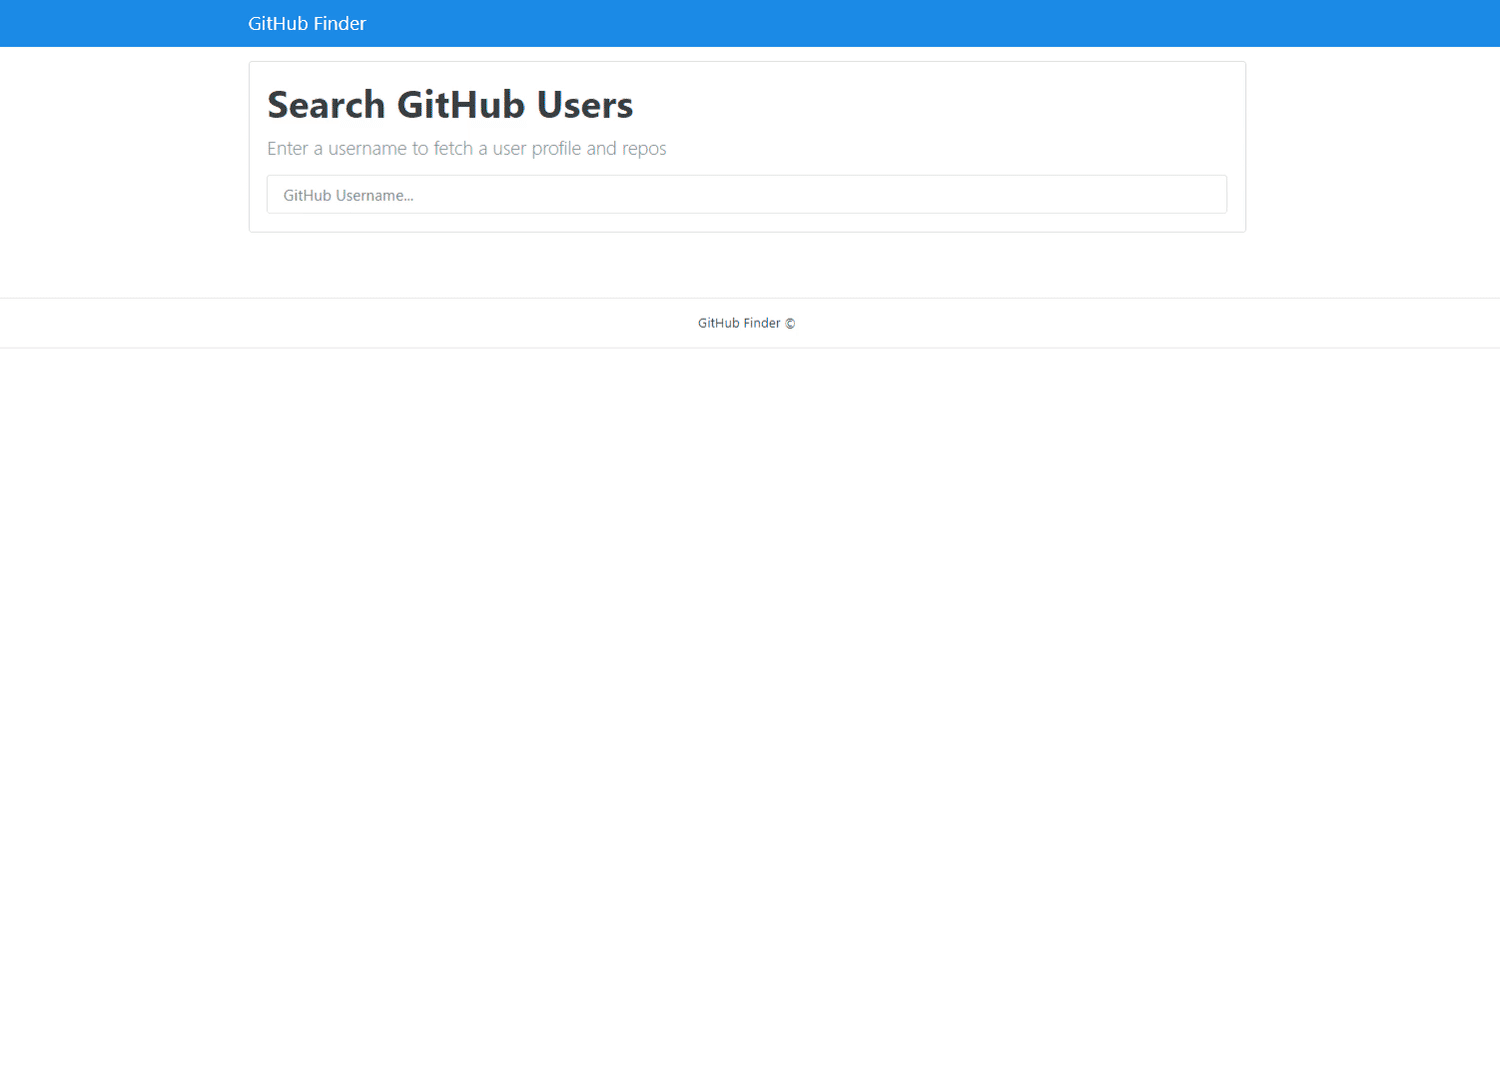 GitHub Finder
Search GitHub Users
Enter a username to fetch a user profile and repos
GitHub Username...
GitHub Finder ©